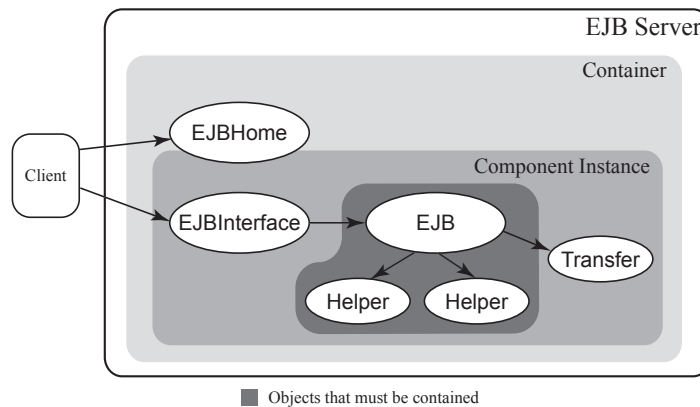 EJB Server
Container
EJBHome
Client
Component Instance
EJBInterface
EJB
Transfer
Helper
Helper
Objects that must be contained